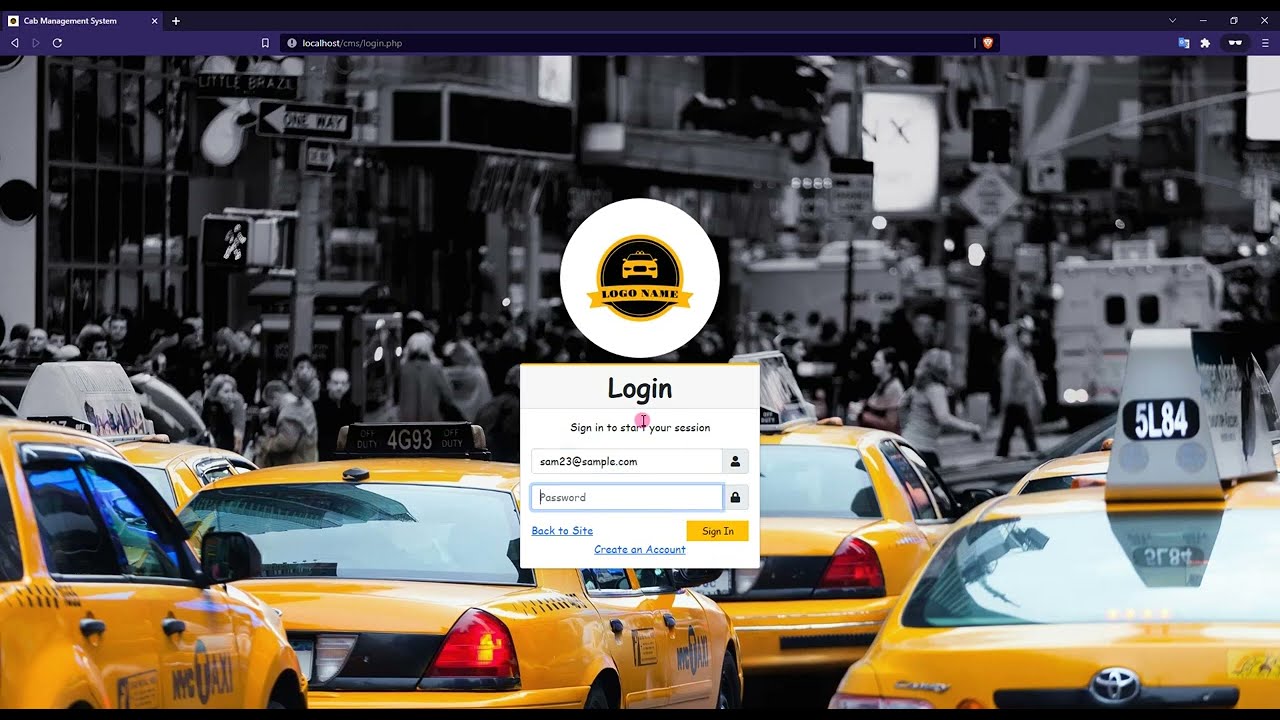 Cab Management System
localhost/cms/login.php
LITTLE BRAZIL
ONE WAY
LOGO NAME
Login
Sign in to start your session
sam23@sample.com
Password
Back to Site
Sign In
Create an Account
OFF DUTY
4G93
OFF DUTY
5L84
5L84
NYC TAXI
NYC TAXI
Camry